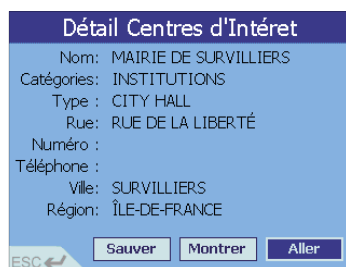 Détail Centres d'Intéret
Nom: MAIRIE DE SURVILLIERS
Catégories: INSTITUTIONS
Type : CITY HALL
Rue: RUE DE LA LIBERTÉ
Numéro :
Téléphone :
Ville: SURVILLIERS
Région: ÎLE-DE-FRANCE
ESC Sauver Montrer Aller